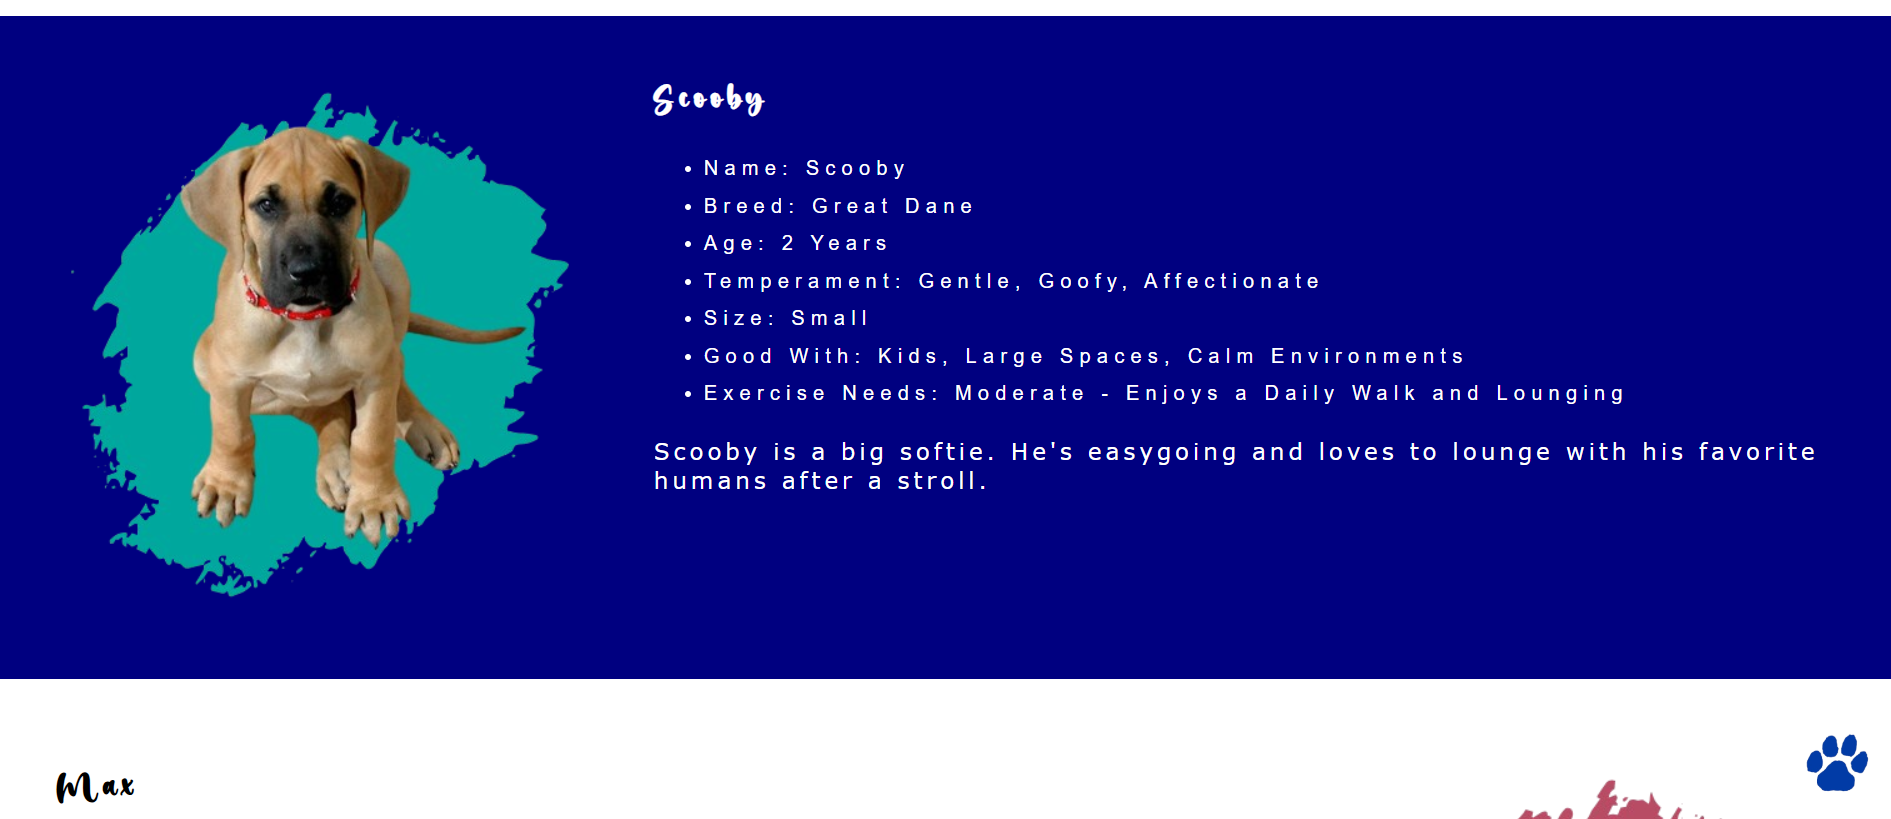 Scooby
• Name: Scooby
• Breed: Great Dane
• Age: 2 Years
• Temperament: Gentle, Goofy, Affectionate
• Size: Small
• Good With: Kids, Large Spaces, Calm Environments
• Exercise Needs: Moderate - Enjoys a Daily Walk and Lounging
Scooby is a big softie. He's easygoing and loves to lounge with his favorite
humans after a stroll.
Max